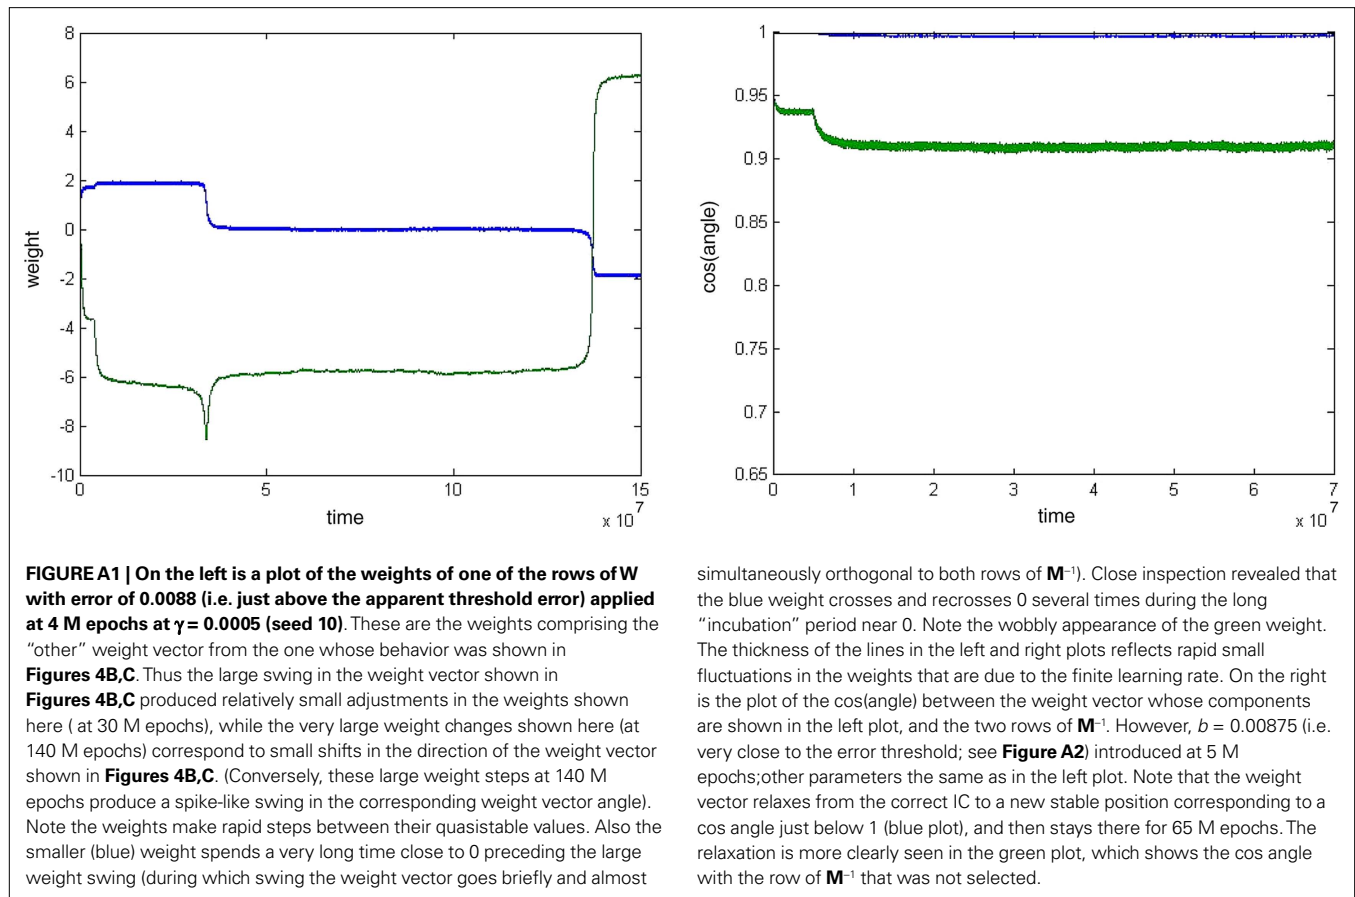 8
6
4
2
0
-2
-4
-6
-8
-10
weight
0
5
10
15
x 10^7
time
1
0.95
0.9
0.85
0.8
0.75
0.7
0.65
cos(angle)
0
1
2
3
4
5
6
7
x 10^7
time
FIGURE A1 | On the left is a plot of the weights of one of the rows of W
with error of 0.0088 (i.e. just above the apparent threshold error) applied
at 4 M epochs at γ = 0.0005 (seed 10). These are the weights comprising the
“other” weight vector from the one whose behavior was shown in
Figures 4B,C. Thus the large swing in the weight vector shown in
Figures 4B,C produced relatively small adjustments in the weights shown
here ( at 30 M epochs), while the very large weight changes shown here (at
140 M epochs) correspond to small shifts in the direction of the weight vector
shown in Figures 4B,C. (Conversely, these large weight steps at 140 M
epochs produce a spike-like swing in the corresponding weight vector angle).
Note the weights make rapid steps between their quasistable values. Also the
smaller (blue) weight spends a very long time close to 0 preceding the large
weight swing (during which swing the weight vector goes briefly and almost
simultaneously orthogonal to both rows of M⁻¹). Close inspection revealed that
the blue weight crosses and recrosses 0 several times during the long
“incubation” period near 0. Note the wobbly appearance of the green weight.
The thickness of the lines in the left and right plots reflects rapid small
fluctuations in the weights that are due to the finite learning rate. On the right
is the plot of the cos(angle) between the weight vector whose components
are shown in the left plot, and the two rows of M⁻¹. However, b = 0.00875 (i.e.
very close to the error threshold; see Figure A2) introduced at 5 M
epochs;other parameters the same as in the left plot. Note that the weight
vector relaxes from the correct IC to a new stable position corresponding to a
cos angle just below 1 (blue plot), and then stays there for 65 M epochs. The
relaxation is more clearly seen in the green plot, which shows the cos angle
with the row of M⁻¹ that was not selected.